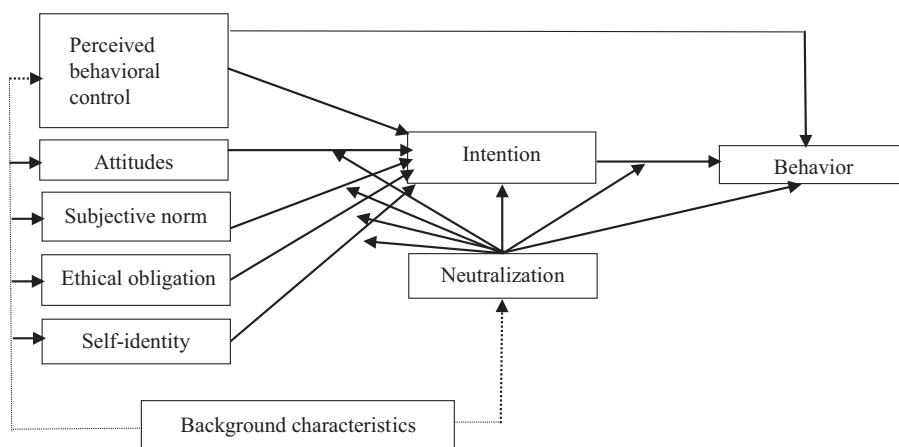 Perceived
behavioral
control
Attitudes
Subjective norm
Ethical obligation
Self-identity
Intention
Behavior
Neutralization
Background characteristics